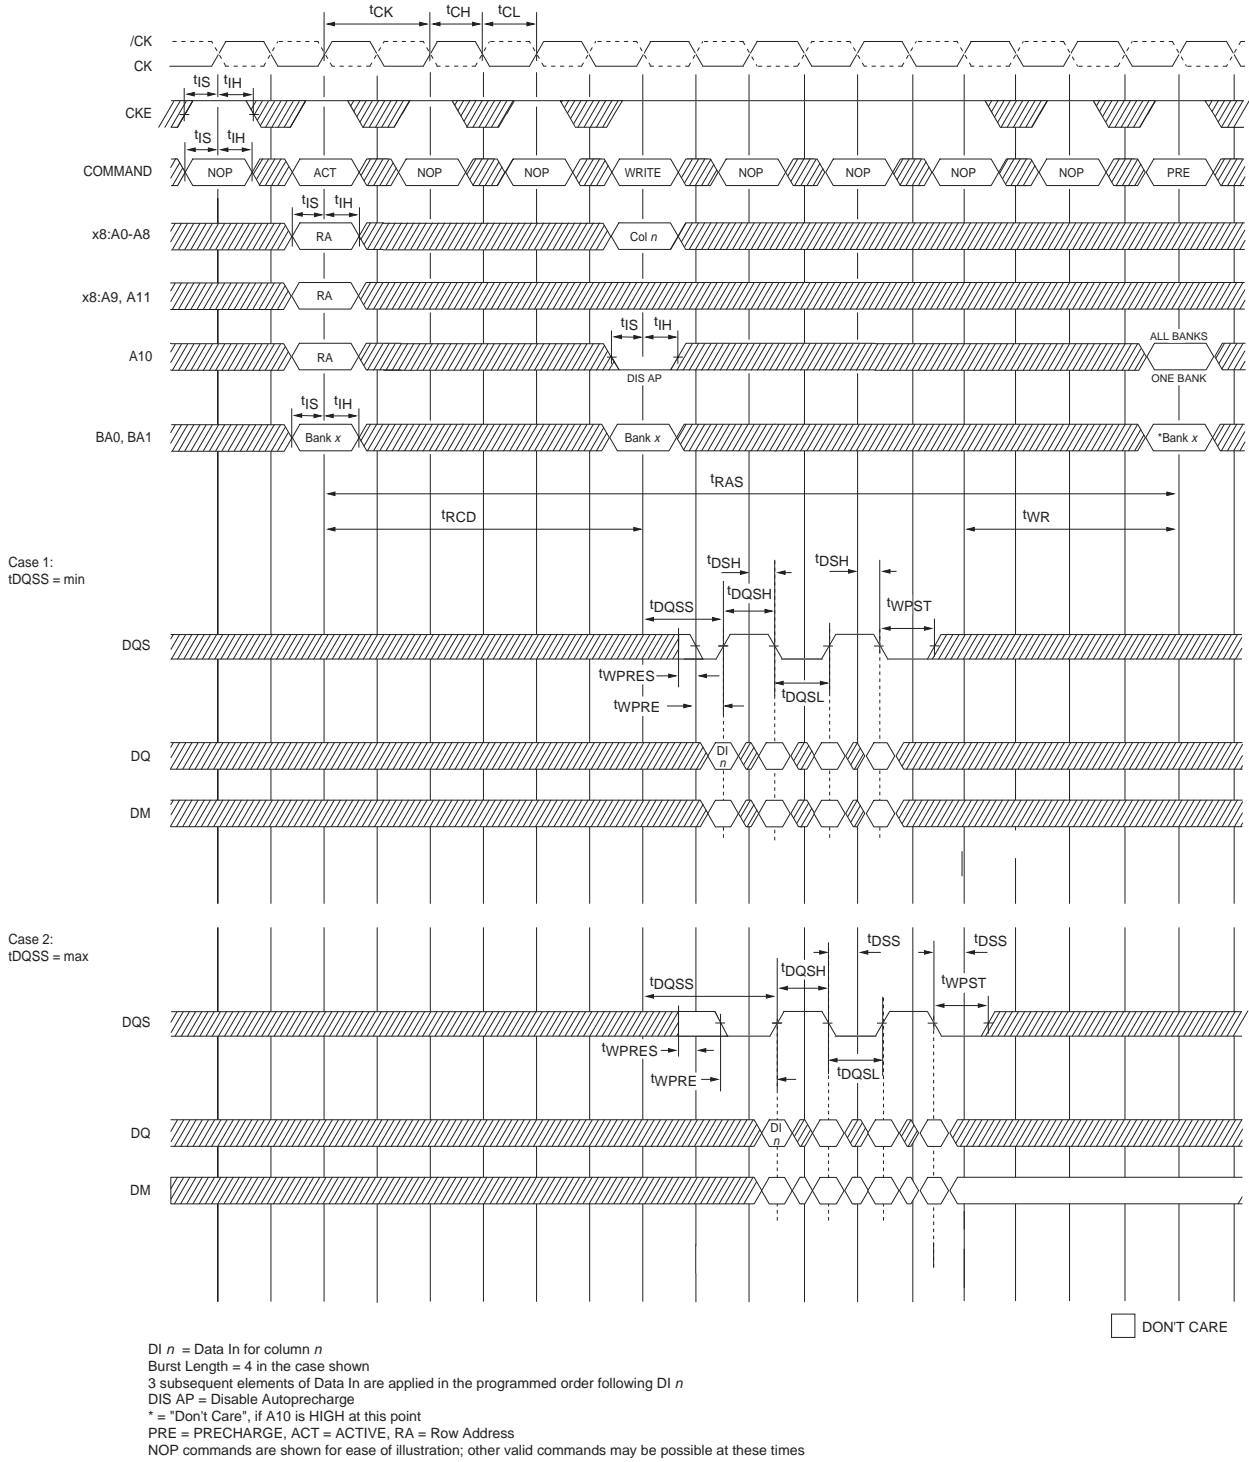 tCK tCH tCL
/CK
CK
tIS tIH
CKE
tIS tIH
COMMAND NOP ACT NOP NOP WRITE NOP NOP NOP NOP PRE
tIS tIH
x8:A0-A8 RA Col n
x8:A9, A11 RA
tIS tIH
ALL BANKS
A10 RA
DIS AP ONE BANK
tIS tIH
BA0, BA1 Bank x Bank x *Bank x
tRAS
tRCD tWR
Case 1:
tDQSS = min
tDSH tDSH
tDQSS tDQSH tWPST
DQS
tWPRES tDQSL
tWPRE
DQ DI n
DM
Case 2:
tDQSS = max
tDSS tDSS
tDQSS tDQSH tWPST
DQS
tWPRES
tWPRE tDQSL
DQ DI n
DM
DON'T CARE
DI n = Data In for column n
Burst Length = 4 in the case shown
3 subsequent elements of Data In are applied in the programmed order following DI n
DIS AP = Disable Autoprecharge
* = "Don't Care", if A10 is HIGH at this point
PRE = PRECHARGE, ACT = ACTIVE, RA = Row Address
NOP commands are shown for ease of illustration; other valid commands may be possible at these times